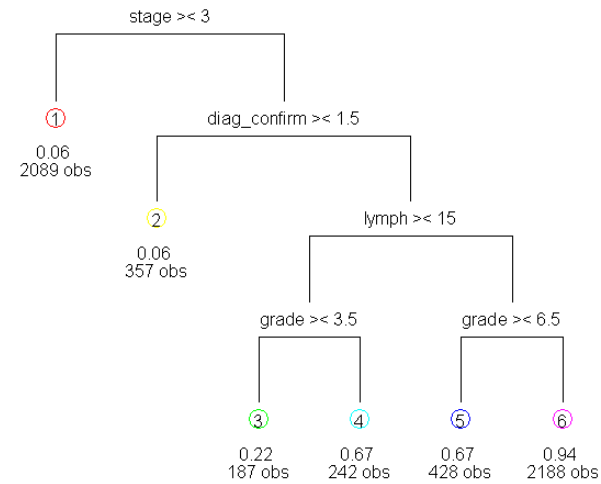 stage >< 3
1
0.06
2089 obs
diag_confirm >< 1.5
2
0.06
357 obs
lymph >< 15
grade >< 3.5
grade >< 6.5
3
4
5
6
0.22
187 obs
0.67
242 obs
0.67
428 obs
0.94
2188 obs